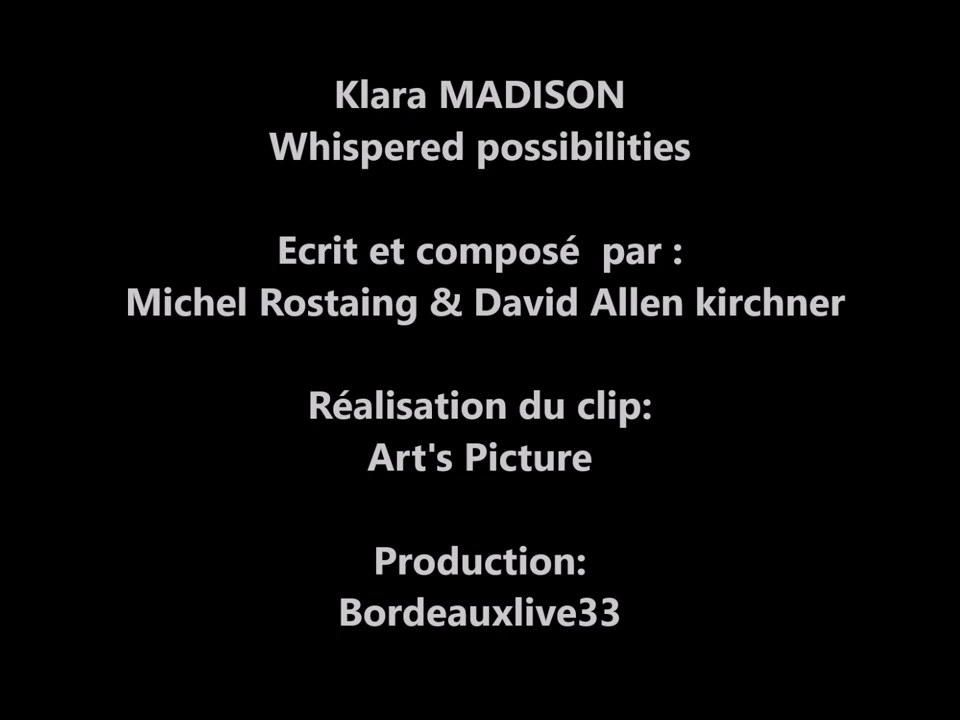 Klara MADISON
Whispered possibilities
Ecrit et composé  par :
Michel Rostaing & David Allen kirchner
Réalisation du clip:
Art's Picture
Production:
Bordeauxlive33